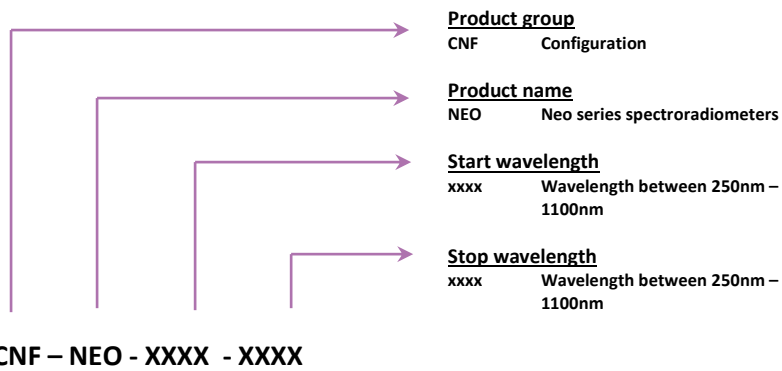 Product group
CNF Configuration
Product name
NEO Neo series spectroradiometers
Start wavelength
xxxx Wavelength between 250nm –
1100nm
Stop wavelength
xxxx Wavelength between 250nm –
1100nm
CNF – NEO - XXXX - XXXX